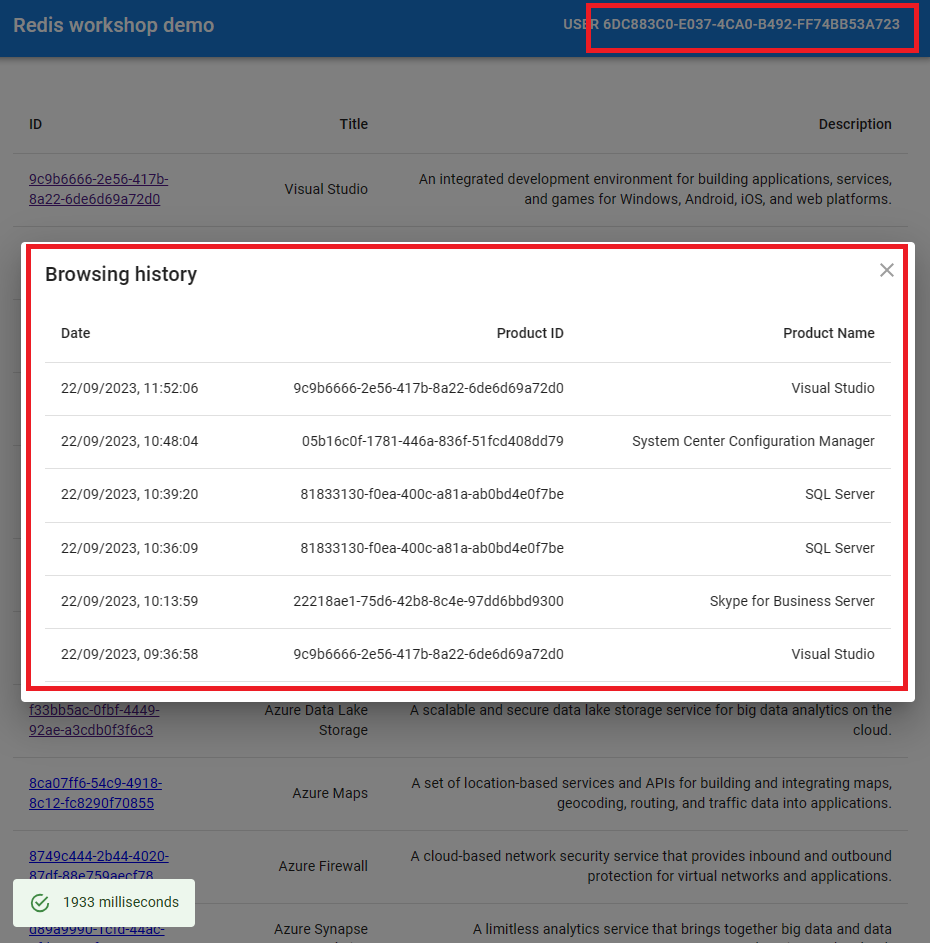 Redis workshop demo USER 6DC883C0-E037-4CA0-B492-FF74BB53A723
ID Title Description
9c9b6666-2e56-417b-
8a22-6de6d69a72d0
Visual Studio
An integrated development environment for building applications, services,
and games for Windows, Android, iOS, and web platforms.
Browsing history
Date Product ID Product Name
22/09/2023, 11:52:06 9c9b6666-2e56-417b-8a22-6de6d69a72d0 Visual Studio
22/09/2023, 10:48:04 05b16c0f-1781-446a-836f-51fcd408dd79 System Center Configuration Manager
22/09/2023, 10:39:20 81833130-f0ea-400c-a81a-ab0bd4e0f7be SQL Server
22/09/2023, 10:36:09 81833130-f0ea-400c-a81a-ab0bd4e0f7be SQL Server
22/09/2023, 10:13:59 22218ae1-75d6-42b8-8c4e-97dd6bbd9300 Skype for Business Server
22/09/2023, 09:36:58 9c9b6666-2e56-417b-8a22-6de6d69a72d0 Visual Studio
f33bb5ac-0fbf-4449-
92ae-a3cdb0f3f6c3
Azure Data Lake
Storage
A scalable and secure data lake storage service for big data analytics on the
cloud.
8ca07ff6-54c9-4918-
8c12-fc8290f70855
Azure Maps
A set of location-based services and APIs for building and integrating maps,
geocoding, routing, and traffic data into applications.
8749c444-2b44-4020-
87df-88e759aecf78
Azure Firewall
A cloud-based network security service that provides inbound and outbound
protection for virtual networks and applications.
1933 milliseconds
Azure Synapse
A limitless analytics service that brings together big data and data